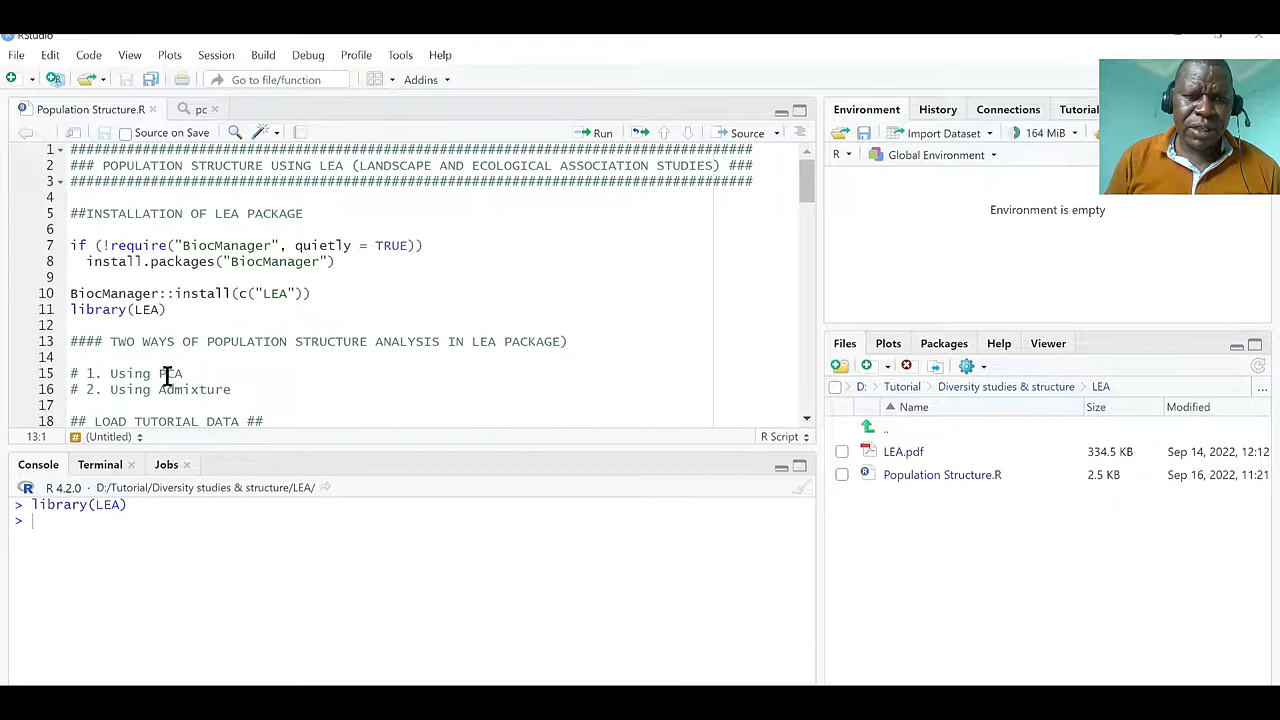 RStudio
File Edit Code View Plots Session Build Debug Profile Tools Help
Go to file/function Addins
Population Structure.R pc
Source on Save Run Source
1 ############################################################
2 ### POPULATION STRUCTURE USING LEA (LANDSCAPE AND ECOLOGICAL ASSOCIATION STUDIES) ###
3 ############################################################
4
5 ##INSTALLATION OF LEA PACKAGE
6
7 if (!require("BiocManager", quietly = TRUE))
8 install.packages("BiocManager")
9
10 BiocManager::install(c("LEA"))
11 library(LEA)
12
13 #### TWO WAYS OF POPULATION STRUCTURE ANALYSIS IN LEA PACKAGE)
14
15 # 1. Using PCA
16 # 2. Using Admixture
17
18 ## LOAD TUTORIAL DATA ##
13:1 (Untitled) R Script
Console Terminal Jobs
R 4.2.0 · D:/Tutorial/Diversity studies & structure/LEA/
> library(LEA)
>
Environment History Connections Tutorial
Import Dataset 164 MiB
R Global Environment
Environment is empty
Files Plots Packages Help Viewer
D: Tutorial Diversity studies & structure LEA ...
Name Size Modified
..
LEA.pdf 334.5 KB Sep 14, 2022, 12:12
Population Structure.R 2.5 KB Sep 16, 2022, 11:21